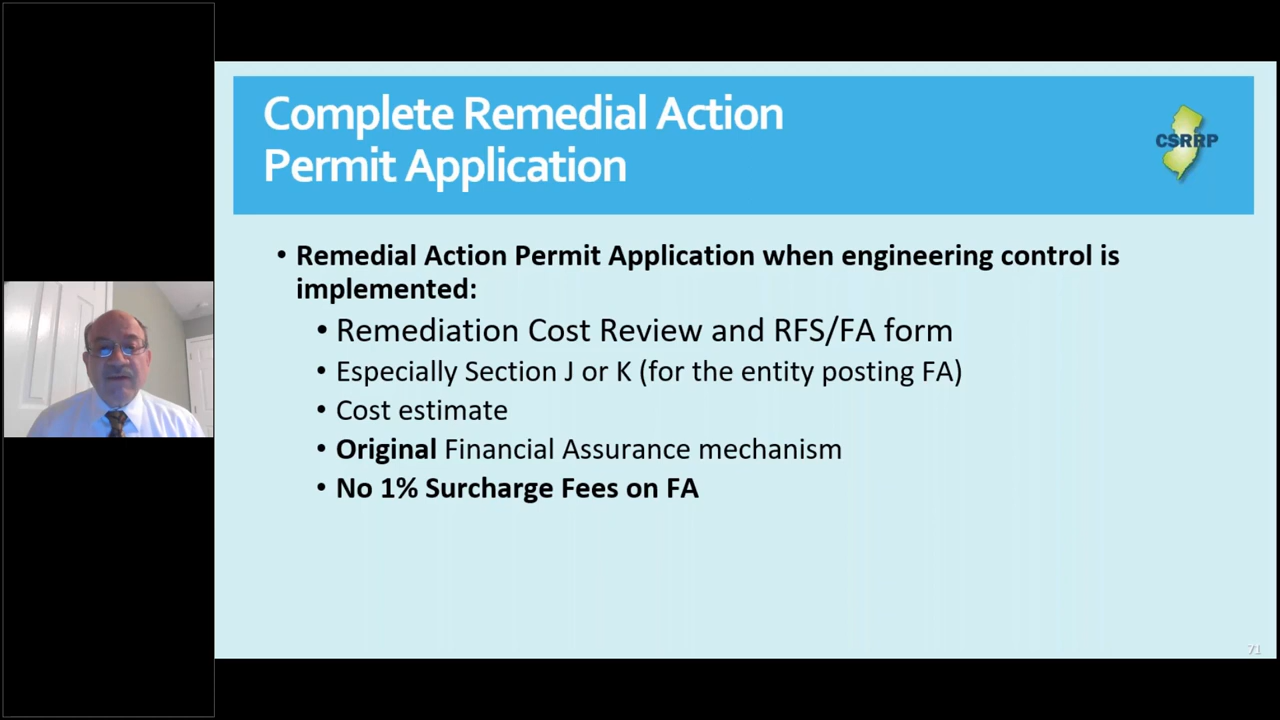 Complete Remedial Action
Permit Application
CSRRP
• Remedial Action Permit Application when engineering control is
implemented:
• Remediation Cost Review and RFS/FA form
• Especially Section J or K (for the entity posting FA)
• Cost estimate
• Original Financial Assurance mechanism
• No 1% Surcharge Fees on FA
71